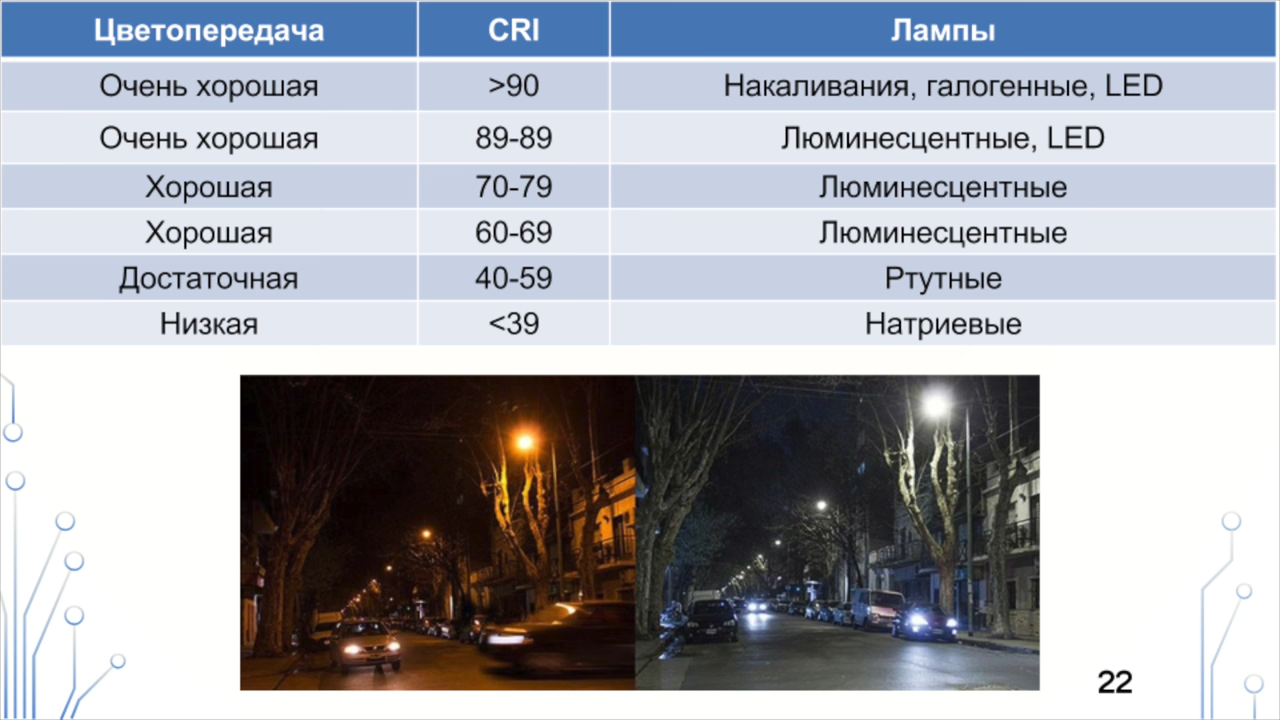 Цветопередача CRI Лампы
Очень хорошая >90 Накаливания, галогенные, LED
Очень хорошая 89-89 Люминесцентные, LED
Хорошая 70-79 Люминесцентные
Хорошая 60-69 Люминесцентные
Достаточная 40-59 Ртутные
Низкая <39 Натриевые
22